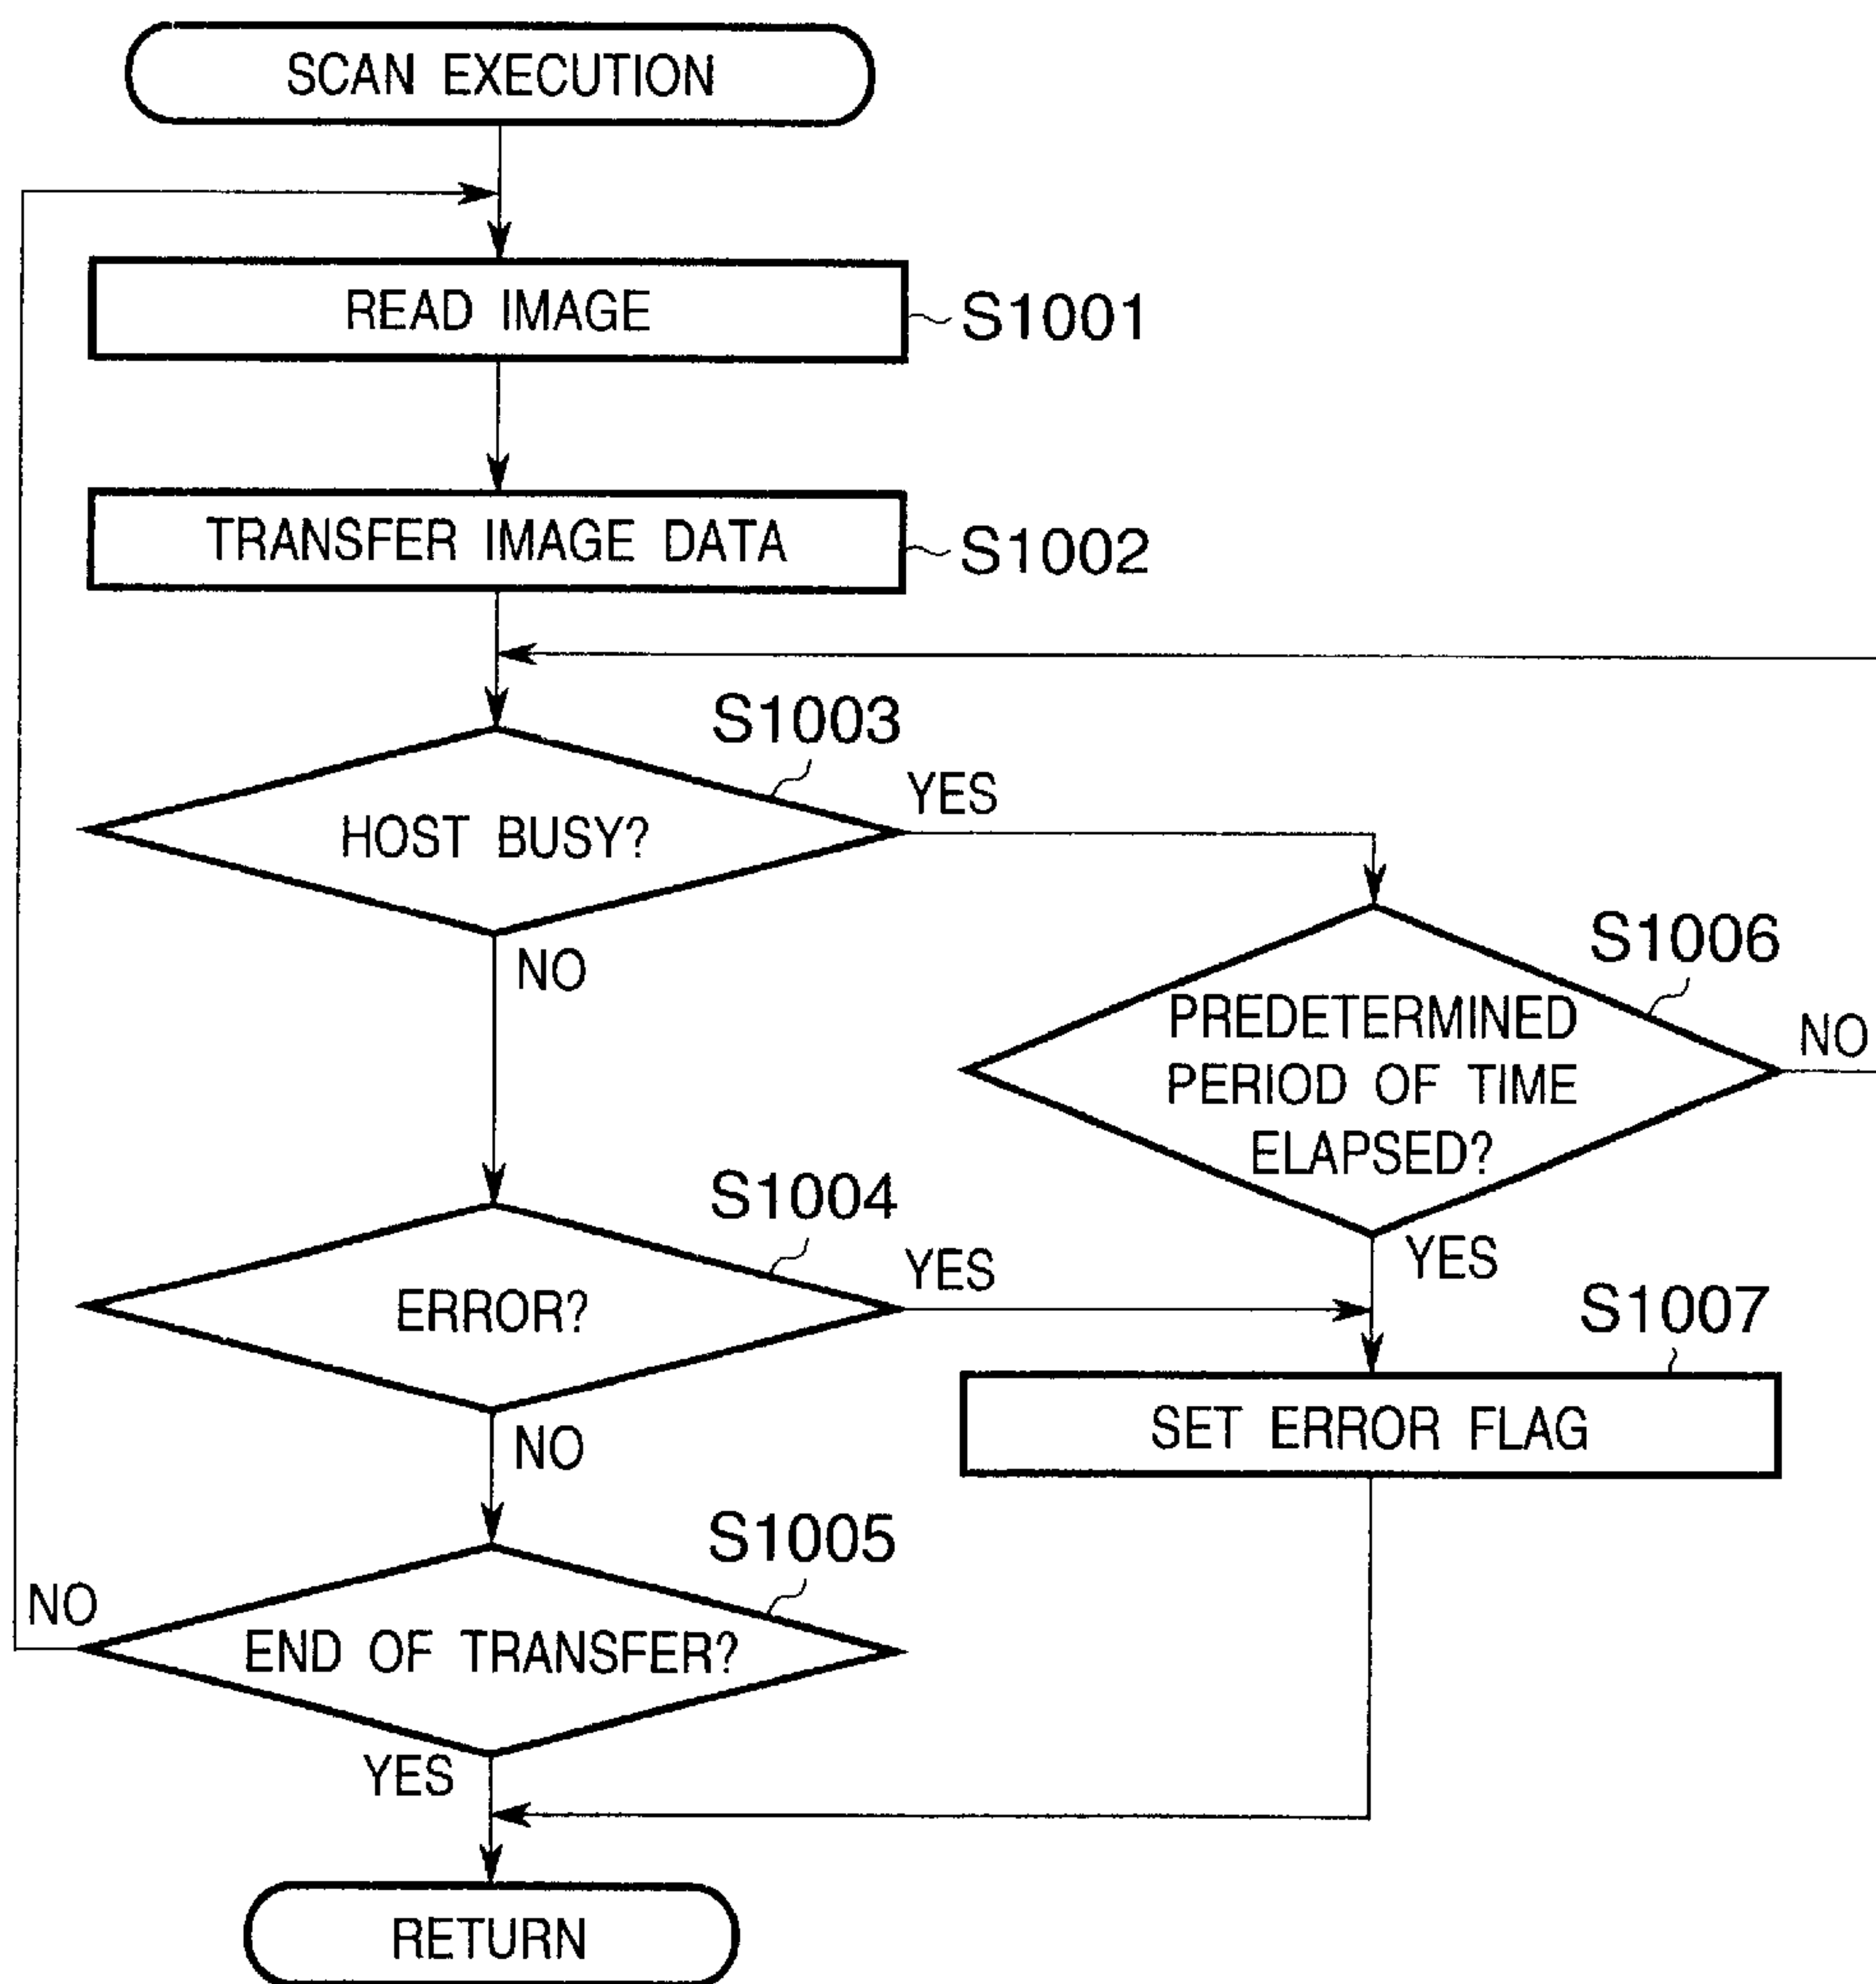 SCAN EXECUTION
READ IMAGE
S1001
TRANSFER IMAGE DATA
S1002
S1003
HOST BUSY?
YES
NO
S1006
PREDETERMINED
PERIOD OF TIME
ELAPSED?
NO
YES
S1004
ERROR?
YES
NO
S1007
SET ERROR FLAG
S1005
END OF TRANSFER?
NO
YES
RETURN